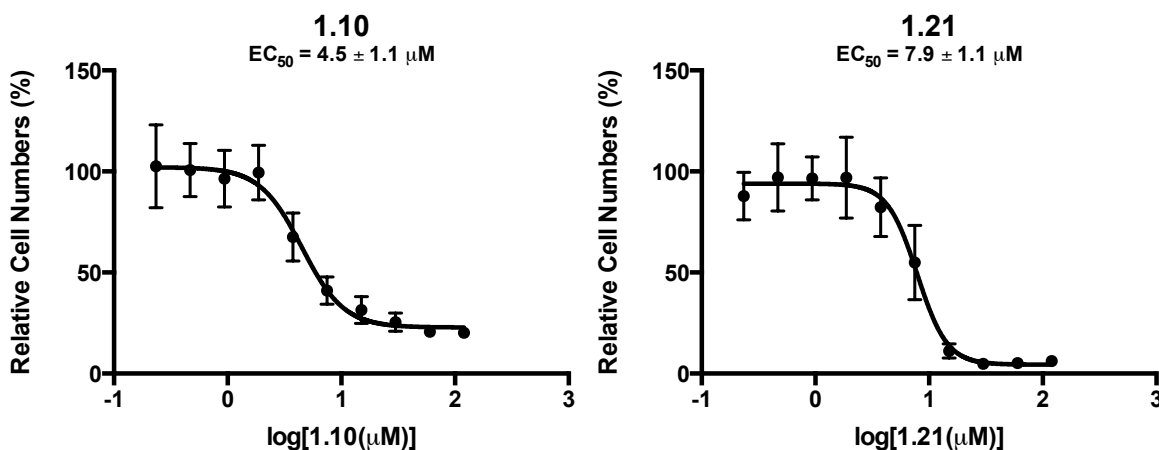 1.10
EC50 = 4.5 ± 1.1 μM
Relative Cell Numbers (%)
150
100
50
0
-1 0 1 2 3
log[1.10(μM)]
1.21
EC50 = 7.9 ± 1.1 μM
Relative Cell Numbers (%)
150
100
50
0
-1 0 1 2 3
log[1.21(μM)]